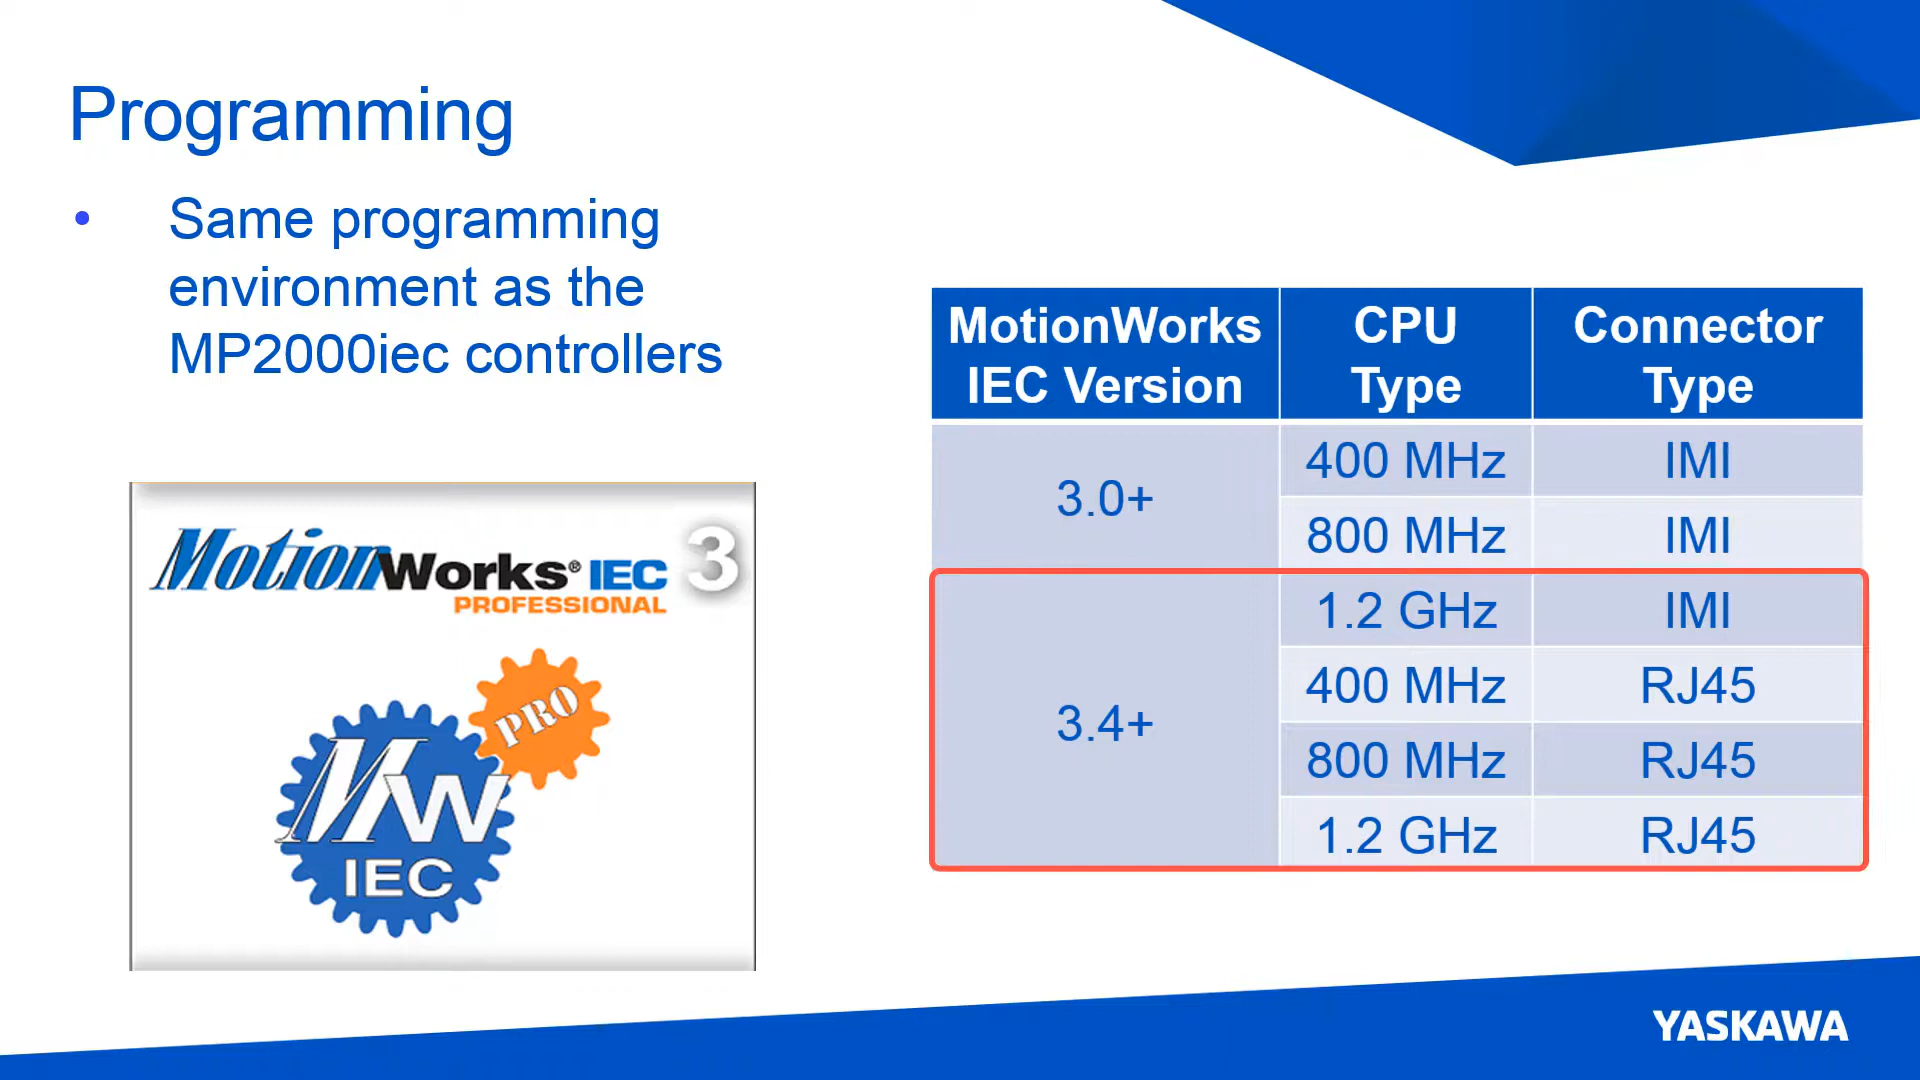 Programming
• Same programming
environment as the
MP2000iec controllers
MotionWorks® IEC 3
PROFESSIONAL
PRO
MW
IEC
MotionWorks IEC Version CPU Type Connector Type
3.0+ 400 MHz IMI
800 MHz IMI
3.4+ 1.2 GHz IMI
400 MHz RJ45
800 MHz RJ45
1.2 GHz RJ45
YASKAWA